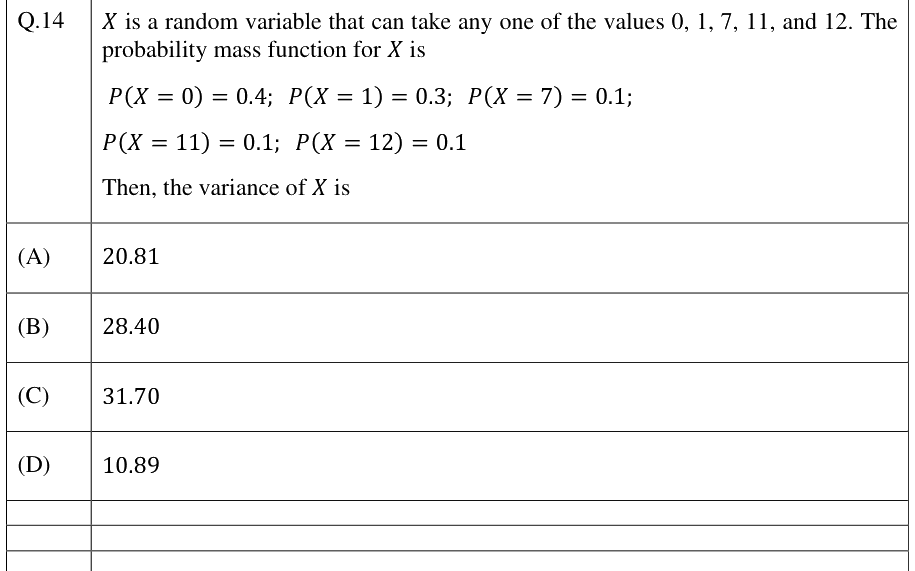 Q.14 X is a random variable that can take any one of the values 0, 1, 7, 11, and 12. The
probability mass function for X is
P(X = 0) = 0.4; P(X = 1) = 0.3; P(X = 7) = 0.1;
P(X = 11) = 0.1; P(X = 12) = 0.1
Then, the variance of X is
(A) 20.81
(B) 28.40
(C) 31.70
(D) 10.89